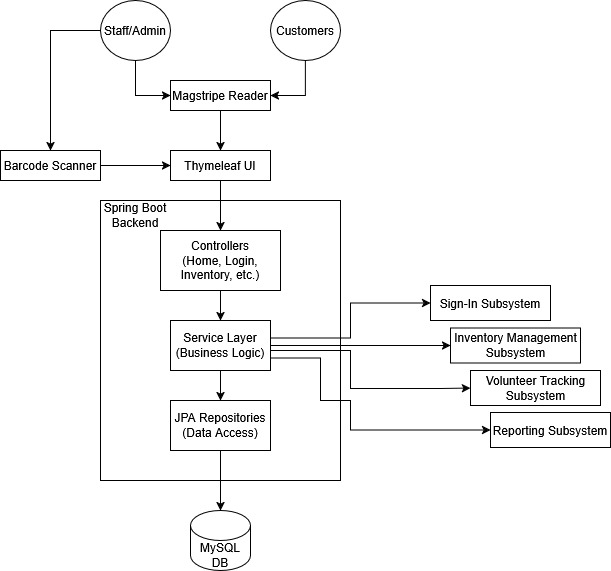 Staff/Admin
Customers
Magstripe Reader
Barcode Scanner
Thymeleaf UI
Spring Boot
Backend
Controllers
(Home, Login,
Inventory, etc.)
Sign-In Subsystem
Service Layer
(Business Logic)
Inventory Management
Subsystem
Volunteer Tracking
Subsystem
JPA Repositories
(Data Access)
Reporting Subsystem
MySQL
DB